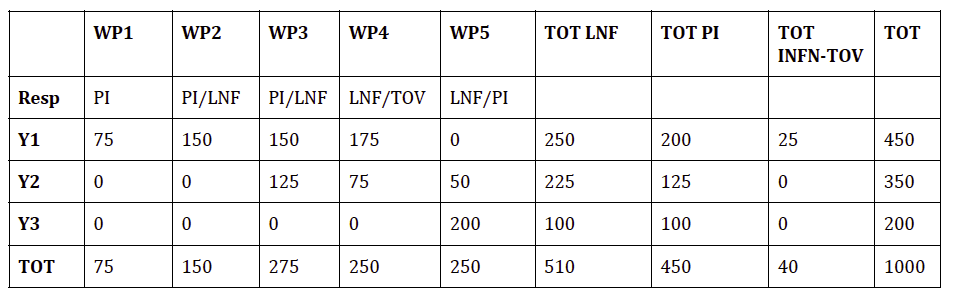 WP1 WP2 WP3 WP4 WP5 TOT LNF TOT PI TOT INFN-TOV TOT
Resp PI PI/LNF PI/LNF LNF/TOV LNF/PI
Y1 75 150 150 175 0 250 200 25 450
Y2 0 0 125 75 50 225 125 0 350
Y3 0 0 0 0 200 100 100 0 200
TOT 75 150 275 250 250 510 450 40 1000